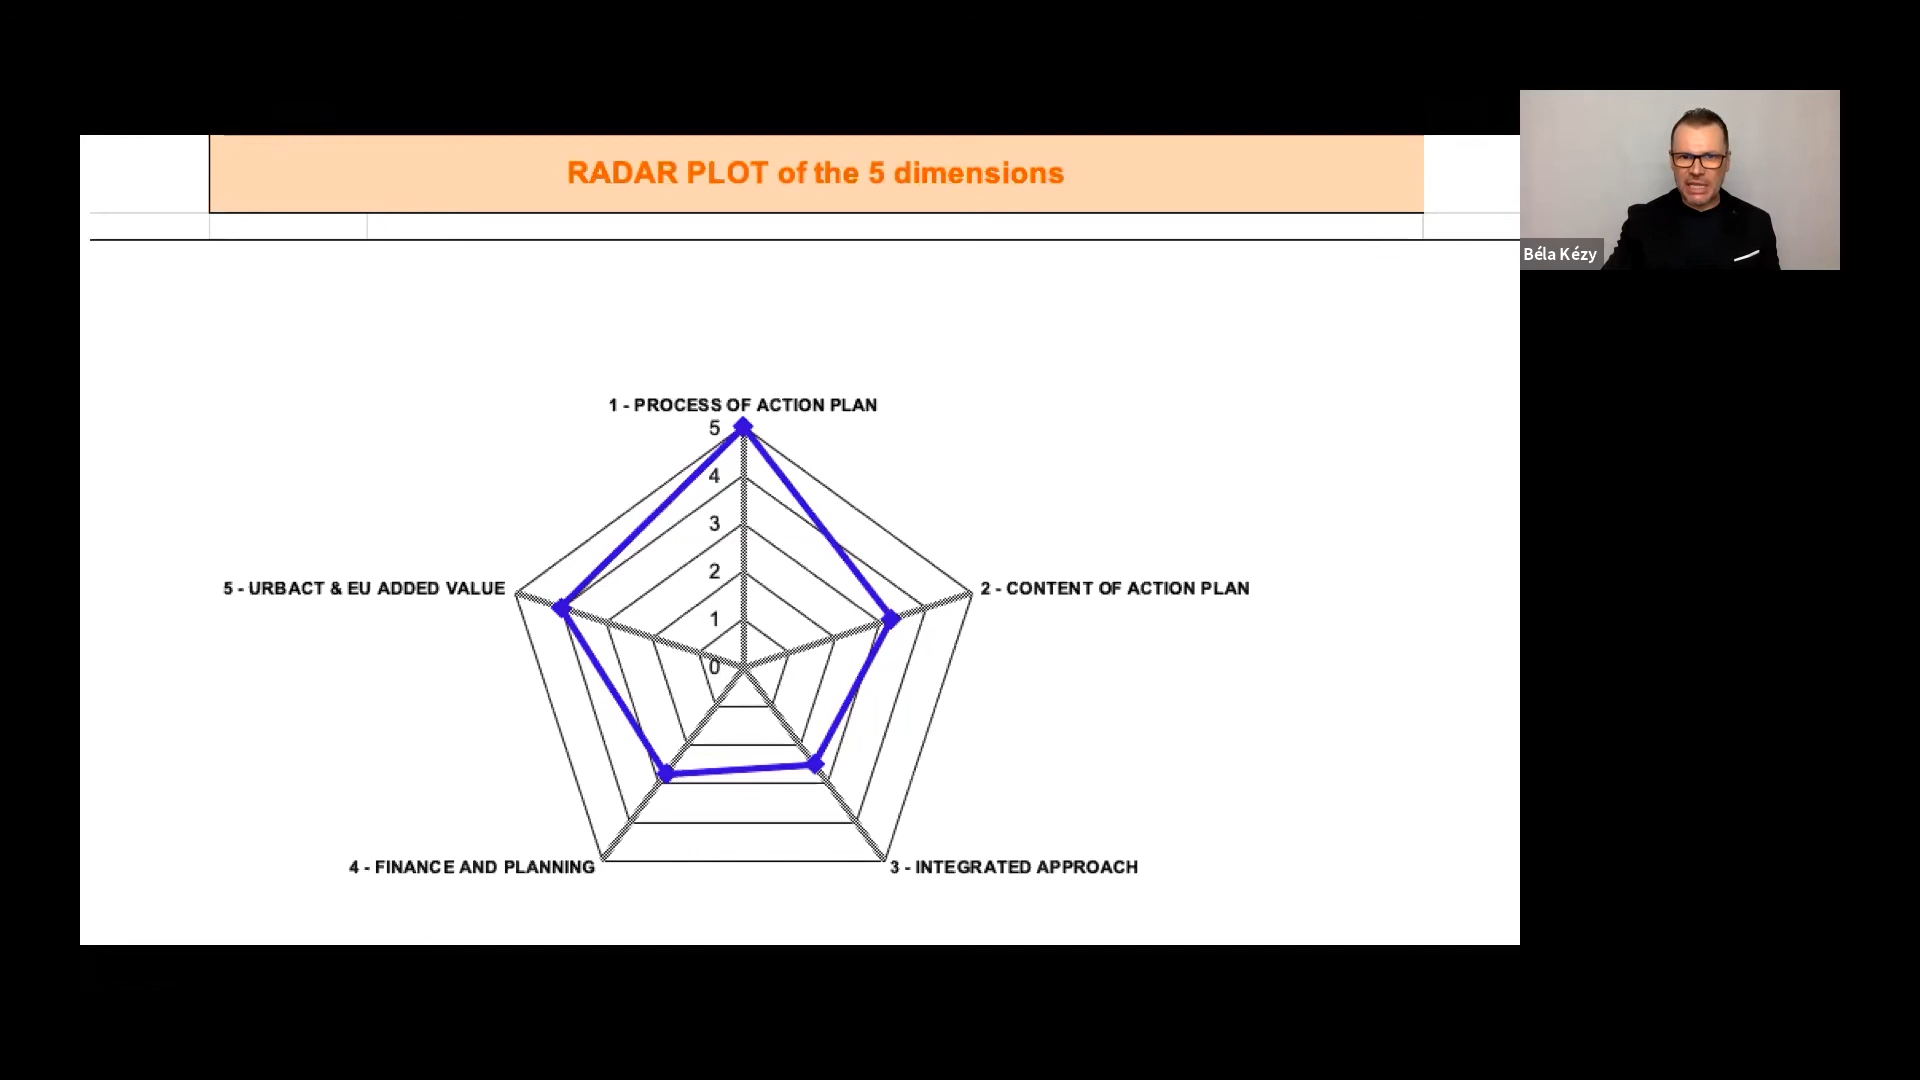 RADAR PLOT of the 5 dimensions
Béla Kézy
1 - PROCESS OF ACTION PLAN
5
4
3
2
1
0
5 - URBACT & EU ADDED VALUE
2 - CONTENT OF ACTION PLAN
4 - FINANCE AND PLANNING
3 - INTEGRATED APPROACH